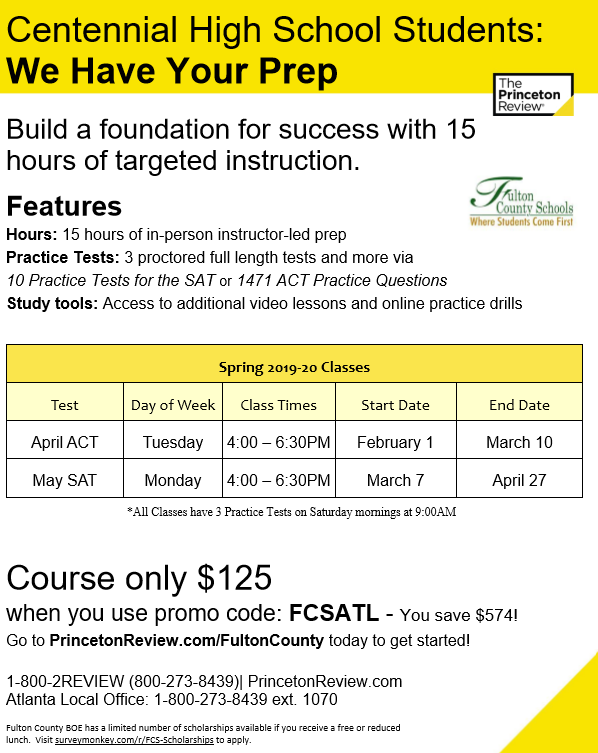 Centennial High School Students:
We Have Your Prep
The
Princeton
Review®
Build a foundation for success with 15
hours of targeted instruction.
Fulton
County Schools
Where Students Come First
Features
Hours: 15 hours of in-person instructor-led prep
Practice Tests: 3 proctored full length tests and more via
10 Practice Tests for the SAT or 1471 ACT Practice Questions
Study tools: Access to additional video lessons and online practice drills
Spring 2019-20 Classes
Test Day of Week Class Times Start Date End Date
April ACT Tuesday 4:00 – 6:30PM February 1 March 10
May SAT Monday 4:00 – 6:30PM March 7 April 27
*All Classes have 3 Practice Tests on Saturday mornings at 9:00AM
Course only $125
when you use promo code: FCSATL - You save $574!
Go to PrincetonReview.com/FultonCounty today to get started!
1-800-2REVIEW (800-273-8439)| PrincetonReview.com
Atlanta Local Office: 1-800-273-8439 ext. 1070
Fulton County BOE has a limited number of scholarships available if you receive a free or reduced
lunch. Visit surveymonkey.com/r/FCS-Scholarships to apply.